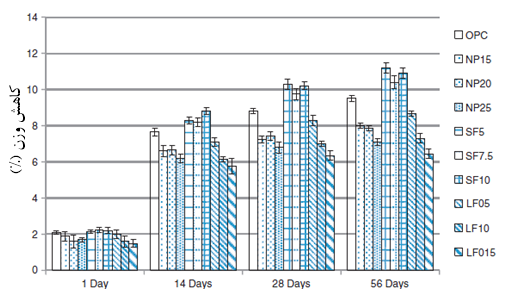 14
12
10
8
6
4
2
0
کاهش وزن (%)
1 Day
14 Days
28 Days
56 Days
OPC
NP15
NP20
NP25
SF5
SF7.5
SF10
LF05
LF10
LF015